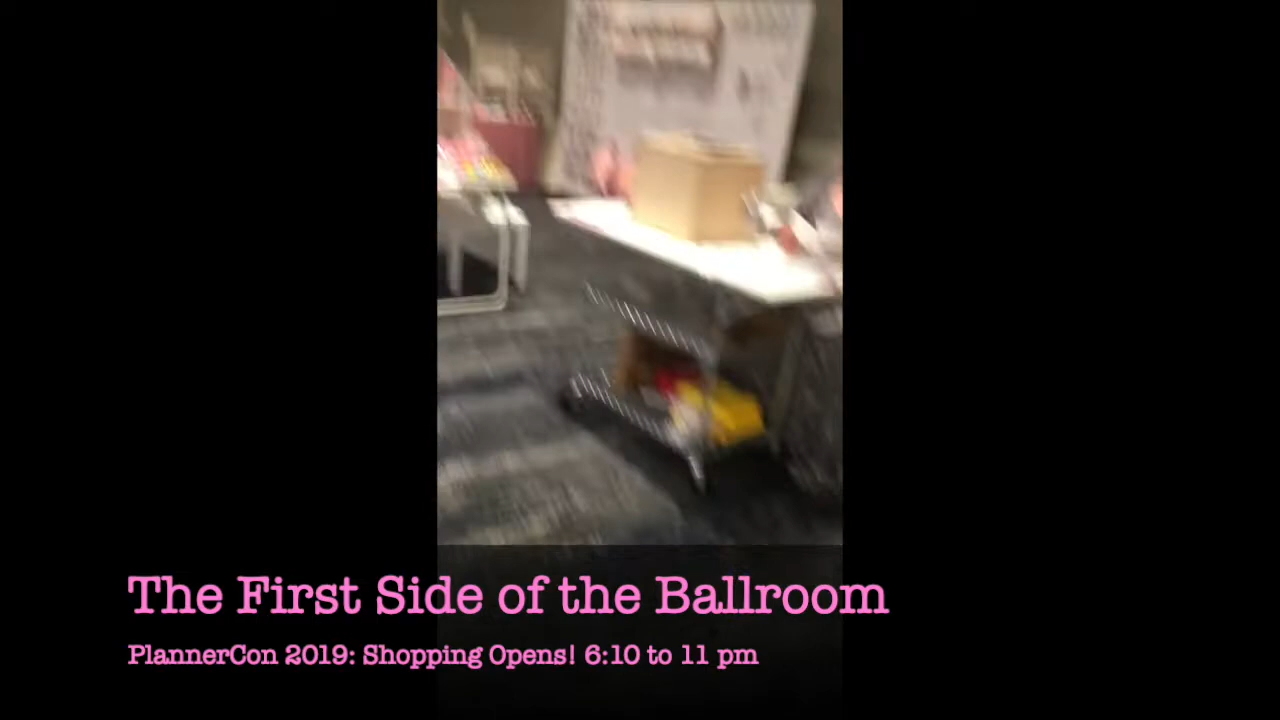 The First Side of the Ballroom
PlannerCon 2019: Shopping Opens! 6:10 to 11 pm